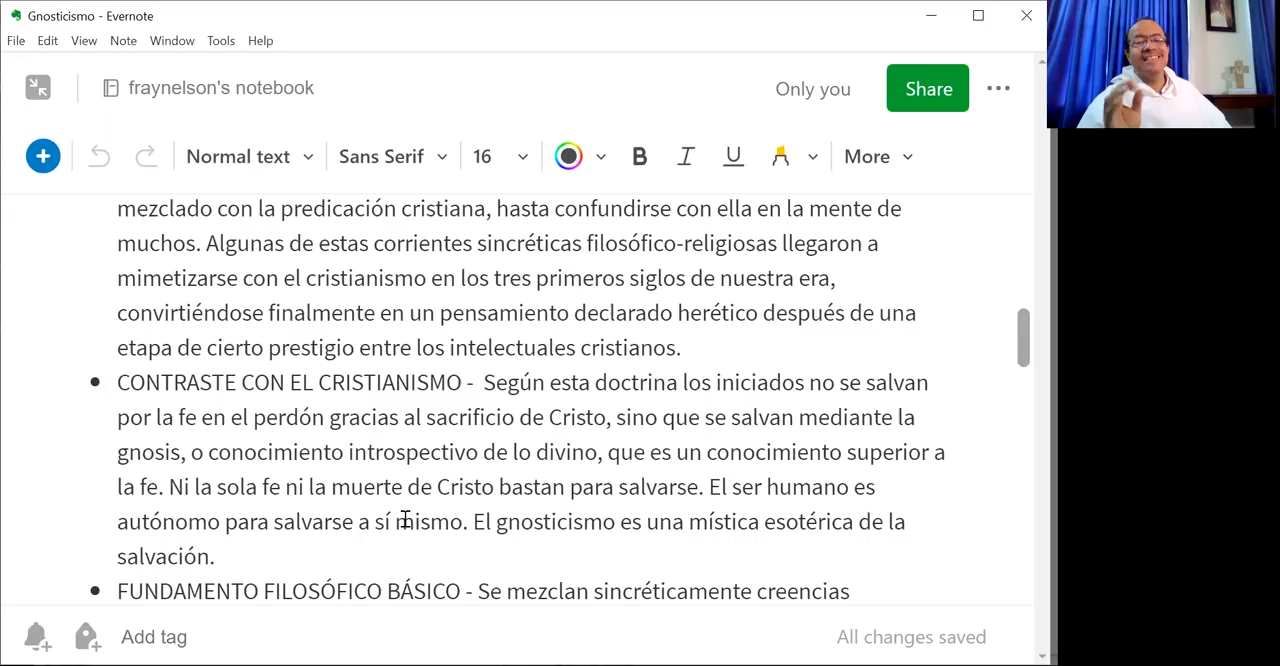 Gnosticismo - Evernote
File Edit View Note Window Tools Help
fraynelson's notebook
Only you
Share
Normal text
Sans Serif
16
B I U
More
mezclado con la predicación cristiana, hasta confundirse con ella en la mente de
muchos. Algunas de estas corrientes sincréticas filosófico-religiosas llegaron a
mimetizarse con el cristianismo en los tres primeros siglos de nuestra era,
convirtiéndose finalmente en un pensamiento declarado herético después de una
etapa de cierto prestigio entre los intelectuales cristianos.
CONTRASTE CON EL CRISTIANISMO - Según esta doctrina los iniciados no se salvan
por la fe en el perdón gracias al sacrificio de Cristo, sino que se salvan mediante la
gnosis, o conocimiento introspectivo de lo divino, que es un conocimiento superior a
la fe. Ni la sola fe ni la muerte de Cristo bastan para salvarse. El ser humano es
autónomo para salvarse a sí mismo. El gnosticismo es una mística esotérica de la
salvación.
FUNDAMENTO FILOSÓFICO BÁSICO - Se mezclan sincréticamente creencias
Add tag
All changes saved